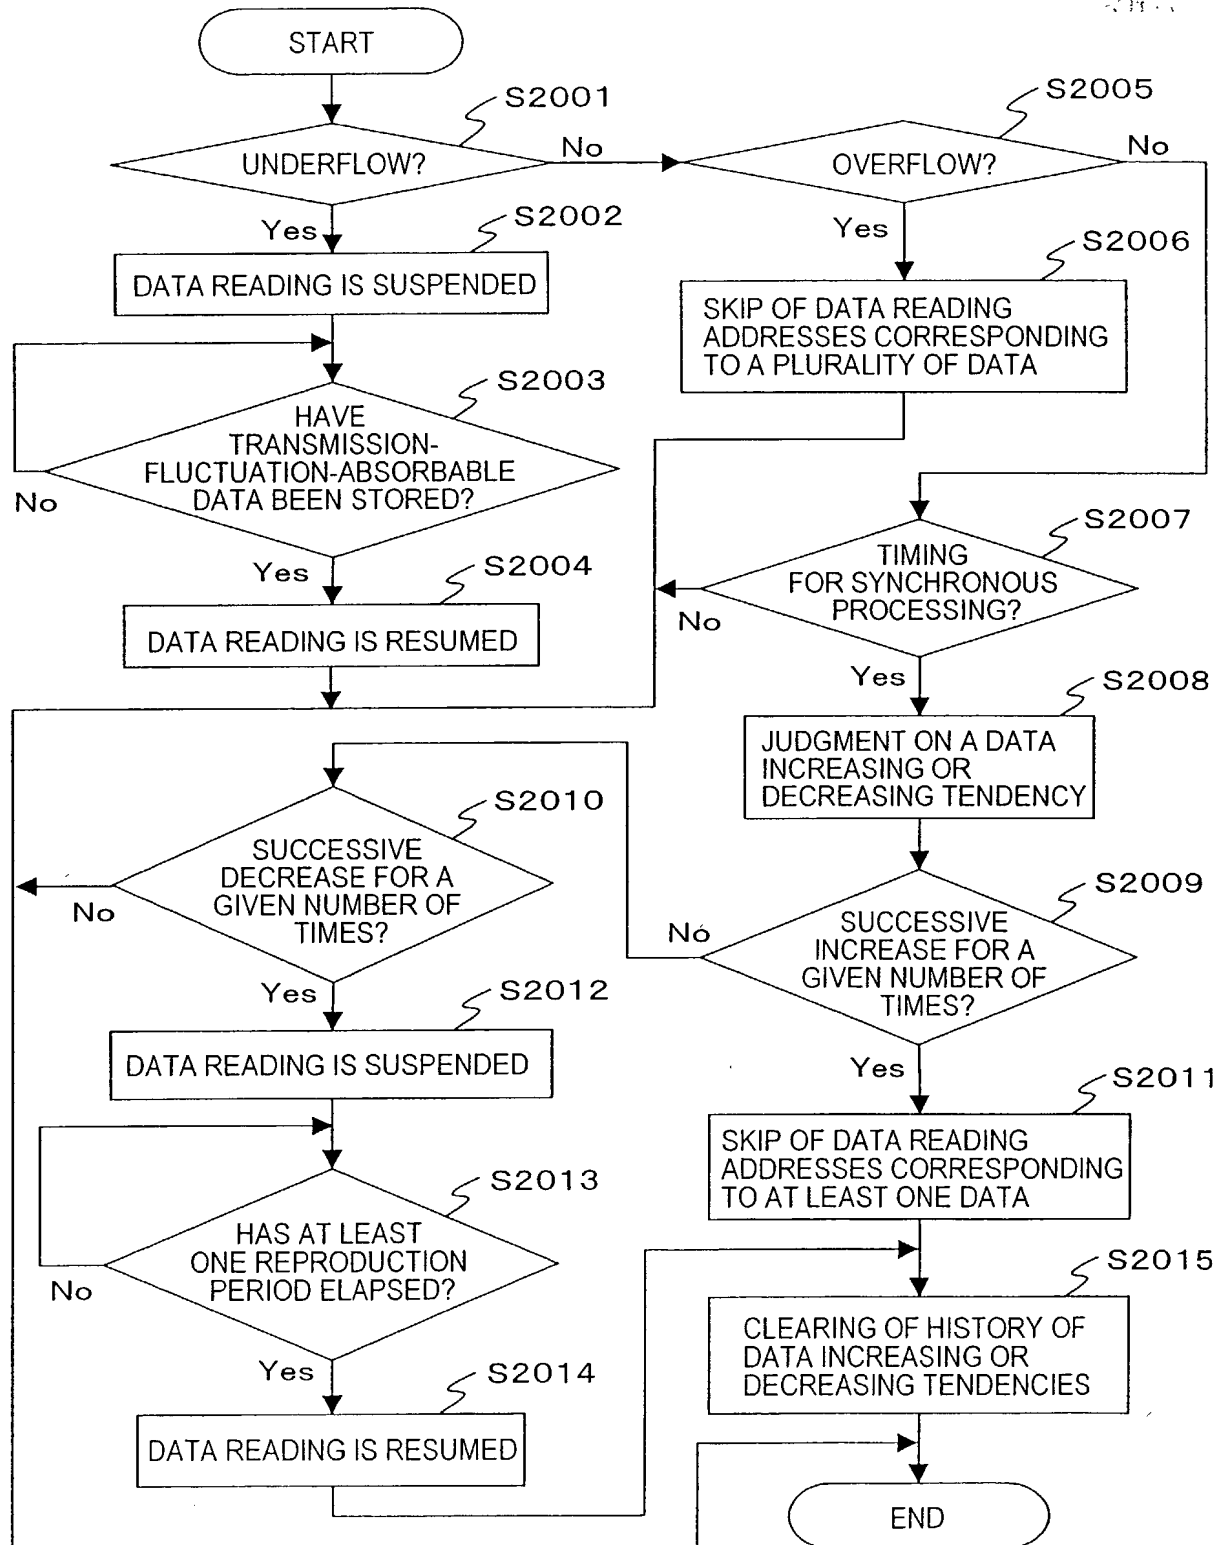 START
S2001
UNDERFLOW?
No
Yes
S2002
DATA READING IS SUSPENDED
S2003
HAVE
TRANSMISSION-
FLUCTUATION-ABSORBABLE
DATA BEEN STORED?
No
Yes
S2004
DATA READING IS RESUMED
S2005
OVERFLOW?
No
Yes
S2006
SKIP OF DATA READING
ADDRESSES CORRESPONDING
TO A PLURALITY OF DATA
S2007
TIMING
FOR SYNCHRONOUS
PROCESSING?
No
Yes
S2008
JUDGMENT ON A DATA
INCREASING OR
DECREASING TENDENCY
S2009
SUCCESSIVE
INCREASE FOR A
GIVEN NUMBER OF
TIMES?
No
Yes
S2010
SUCCESSIVE
DECREASE FOR A
GIVEN NUMBER OF
TIMES?
No
Yes
S2012
DATA READING IS SUSPENDED
S2013
HAS AT LEAST
ONE REPRODUCTION
PERIOD ELAPSED?
No
Yes
S2014
DATA READING IS RESUMED
S2011
SKIP OF DATA READING
ADDRESSES CORRESPONDING
TO AT LEAST ONE DATA
S2015
CLEARING OF HISTORY OF
DATA INCREASING OR
DECREASING TENDENCIES
END